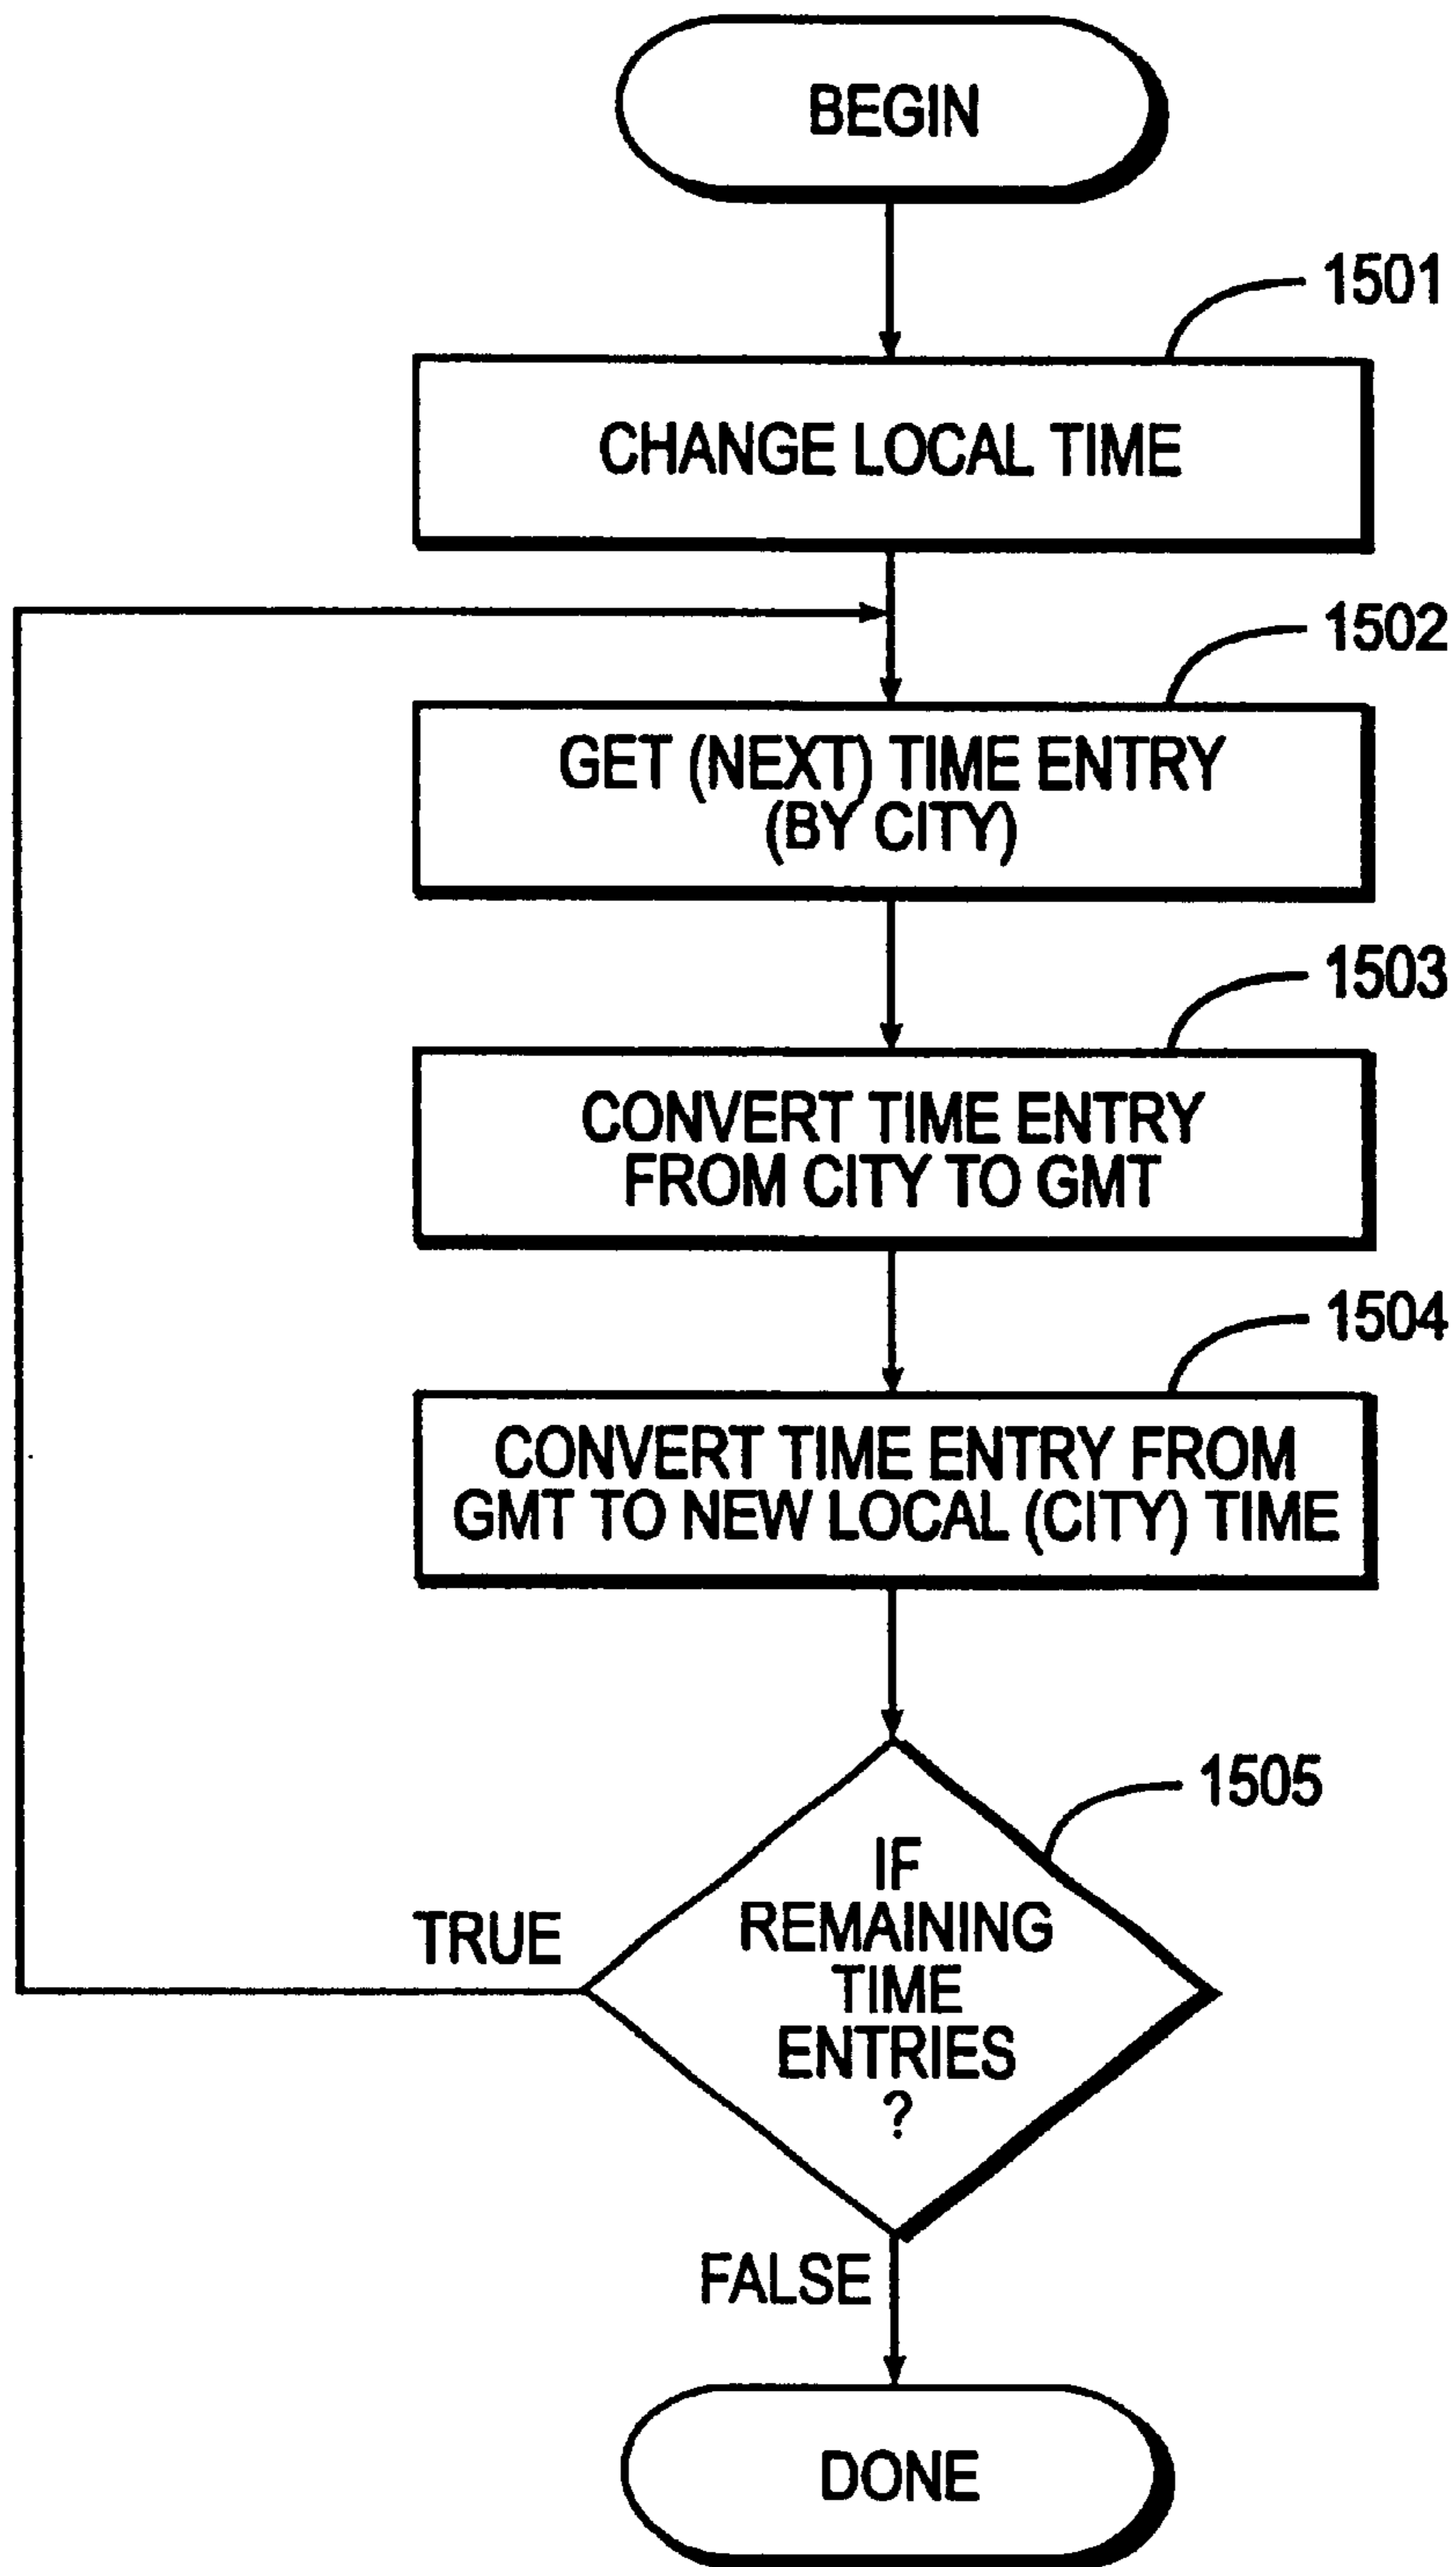 BEGIN
1501
CHANGE LOCAL TIME
1502
GET (NEXT) TIME ENTRY
(BY CITY)
1503
CONVERT TIME ENTRY
FROM CITY TO GMT
1504
CONVERT TIME ENTRY FROM
GMT TO NEW LOCAL (CITY) TIME
1505
IF
REMAINING
TIME
ENTRIES
?
TRUE
FALSE
DONE